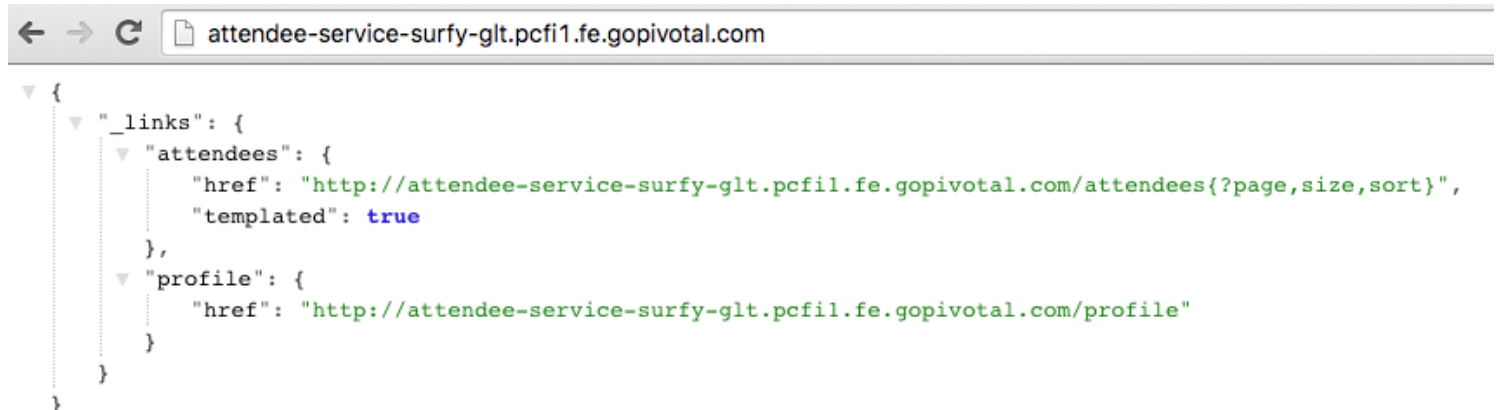 attendee-service-surfy-glt.pcfi1.fe.gopivotal.com
{
"_links": {
"attendees": {
"href": "http://attendee-service-surfy-glt.pcfi1.fe.gopivotal.com/attendees{?page,size,sort}",
"templated": true
},
"profile": {
"href": "http://attendee-service-surfy-glt.pcfi1.fe.gopivotal.com/profile"
}
}
}